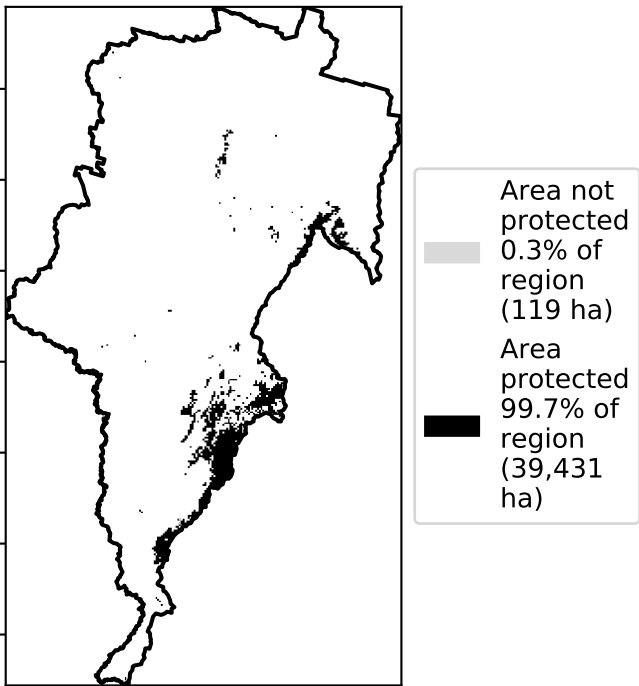 Area not
protected
0.3% of
region
(119 ha)
Area
protected
99.7% of
region
(39,431
ha)